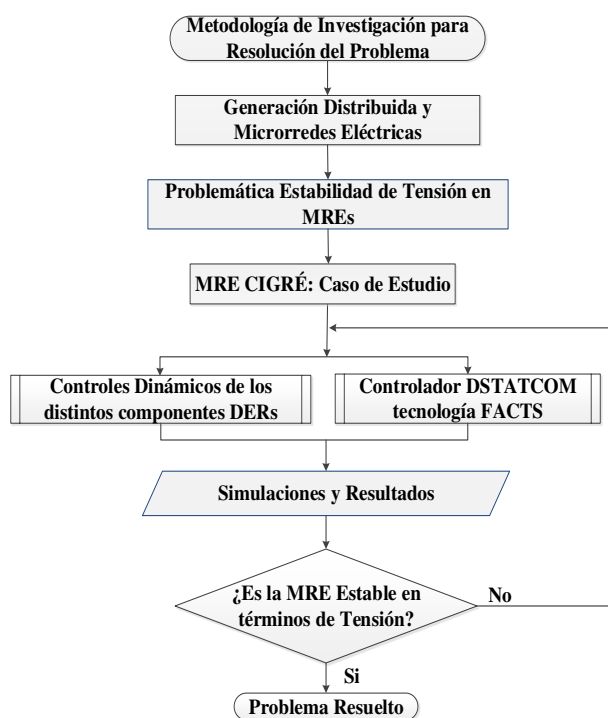 Metodología de Investigación para
Resolución del Problema
Generación Distribuida y
Microrredes Eléctricas
Problemática Estabilidad de Tensión en
MREs
MRE CIGRÉ: Caso de Estudio
Controles Dinámicos de los
distintos componentes DERs
Controlador DSTATCOM
tecnología FACTS
Simulaciones y Resultados
¿Es la MRE Estable en
términos de Tensión?
No
Si
Problema Resuelto